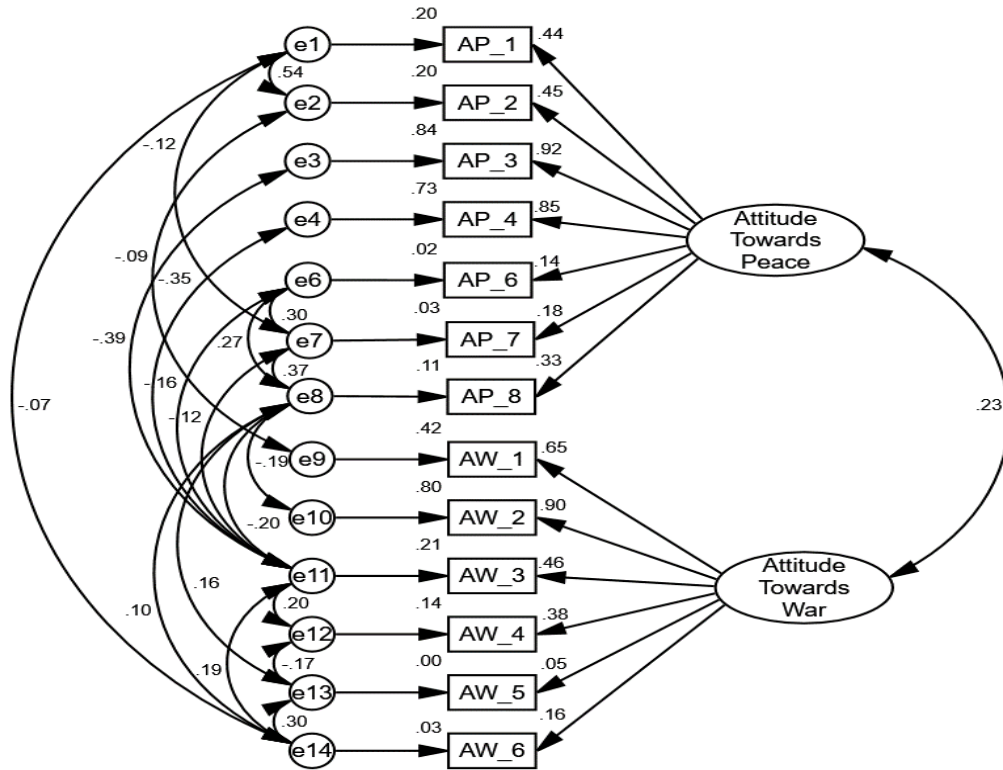 .20
e1
AP_1
.44
.54
.20
e2
AP_2
.45
-.12
.84
e3
AP_3
.92
.73
e4
AP_4
.85
Attitude
Towards
Peace
-.09
-.35
.02
e6
AP_6
.14
.30
.03
e7
AP_7
.18
-.39
.27
.37
.11
e8
AP_8
.33
-.16
-.12
-.07
.23
.42
e9
AW_1
.65
-.19
.80
e10
AW_2
.90
-.20
.21
e11
AW_3
.46
Attitude
Towards
War
.16
.10
.20
.14
e12
AW_4
.38
.19
-.17
.00
e13
AW_5
.05
.30
.03
e14
AW_6
.16